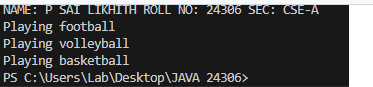 NAME: P SAI LIKHITH ROLL NO: 24306 SEC: CSE-A
Playing football
Playing volleyball
Playing basketball
PS C:\Users\Lab\Desktop\JAVA 24306>